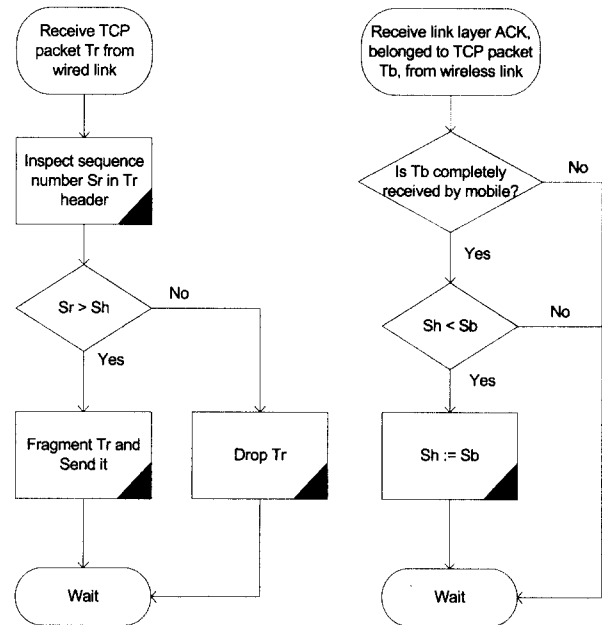 Receive TCP
packet Tr from
wired link
Inspect sequence
number Sr in Tr
header
Sr > Sh
No
Yes
Fragment Tr and
Send it
Drop Tr
Wait
Receive link layer ACK,
belonged to TCP packet
Tb, from wireless link
Is Tb completely
received by mobile?
No
Yes
Sh < Sb
No
Yes
Sh := Sb
Wait